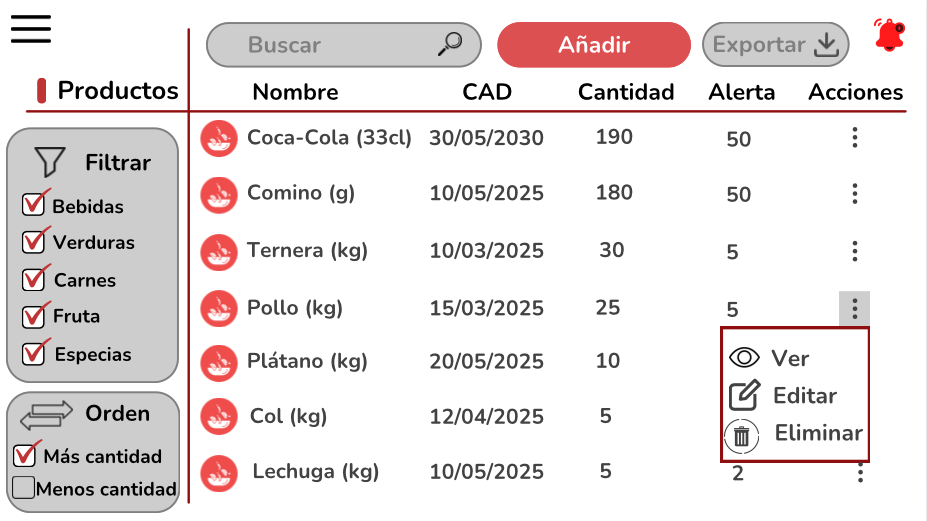 Buscar Añadir Exportar
Productos Nombre CAD Cantidad Alerta Acciones
Filtrar
Bebidas
Verduras
Carnes
Fruta
Especias
Orden
Más cantidad
Menos cantidad
Coca-Cola (33cl) 30/05/2030 190 50
Comino (g) 10/05/2025 180 50
Ternera (kg) 10/03/2025 30 5
Pollo (kg) 15/03/2025 25 5
Plátano (kg) 20/05/2025 10
Col (kg) 12/04/2025 5
Lechuga (kg) 10/05/2025 5 2
Ver
Editar
Eliminar